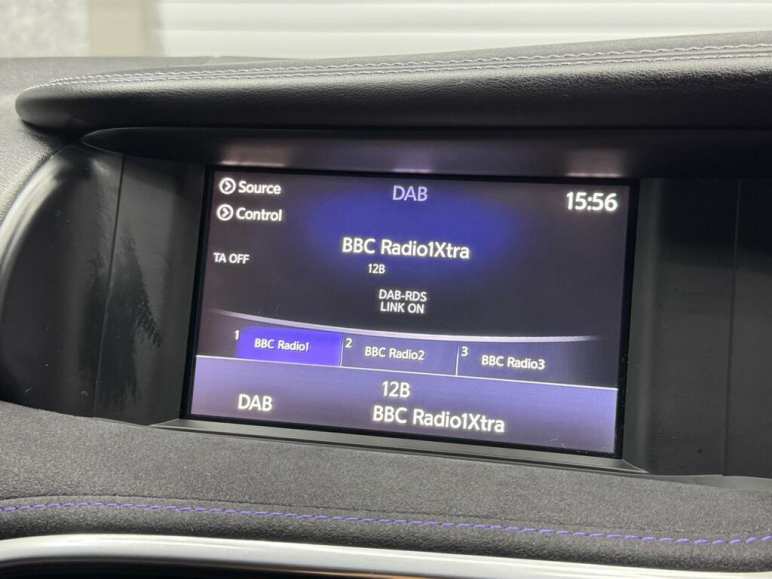 Source
DAB
15:56
Control
BBC Radio1Xtra
TA OFF
12B
DAB-RDS
LINK ON
1 BBC Radio1
2 BBC Radio2
3 BBC Radio3
12B
DAB
BBC Radio1Xtra